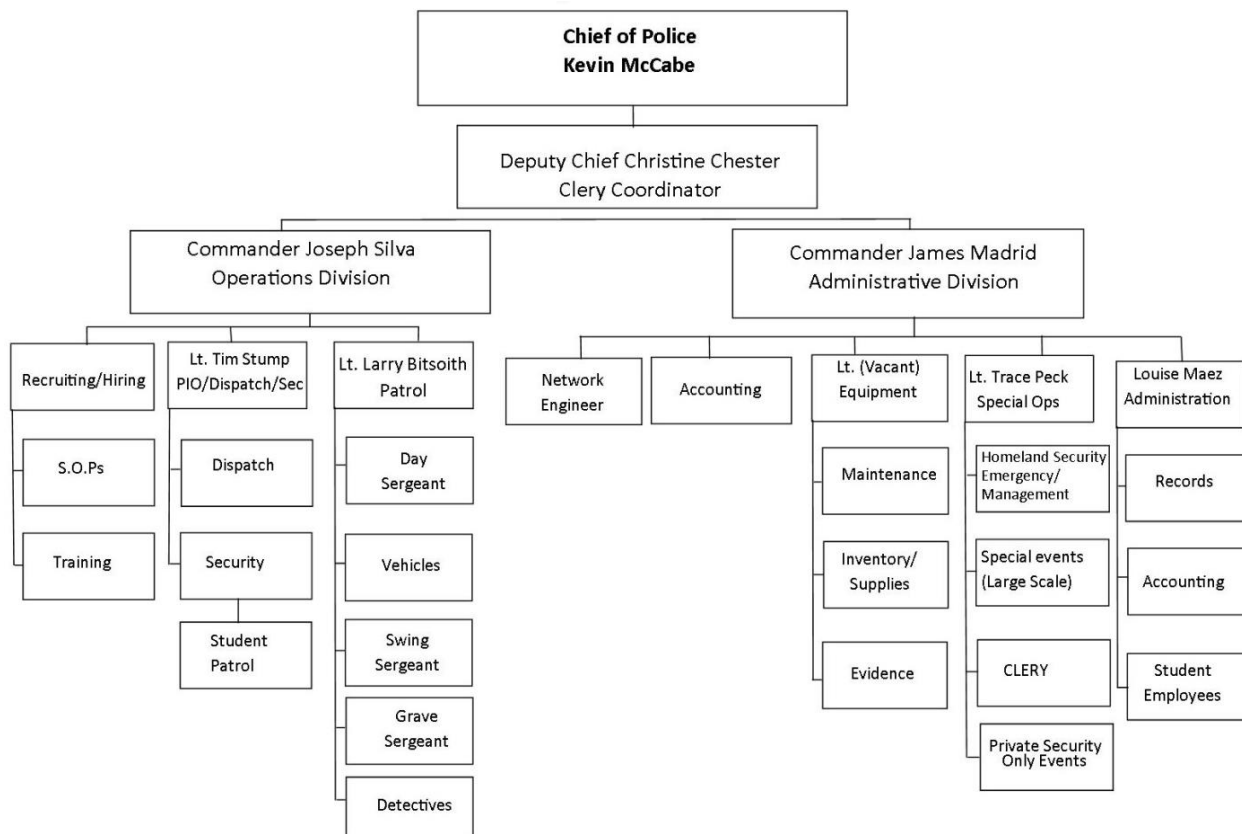 Chief of Police
Kevin McCabe
Deputy Chief Christine Chester
Clery Coordinator
Commander Joseph Silva
Operations Division
Commander James Madrid
Administrative Division
Recruiting/Hiring
Lt. Tim Stump
PIO/Dispatch/Sec
Lt. Larry Bitsoith
Patrol
Network
Engineer
Accounting
Lt. (Vacant)
Equipment
Lt. Trace Peck
Special Ops
Louise Maez
Administration
S.O.Ps
Training
Dispatch
Security
Student
Patrol
Day
Sergeant
Vehicles
Swing
Sergeant
Grave
Sergeant
Detectives
Maintenance
Inventory/
Supplies
Evidence
Homeland Security
Emergency/
Management
Special events
(Large Scale)
CLERY
Private Security
Only Events
Records
Accounting
Student
Employees